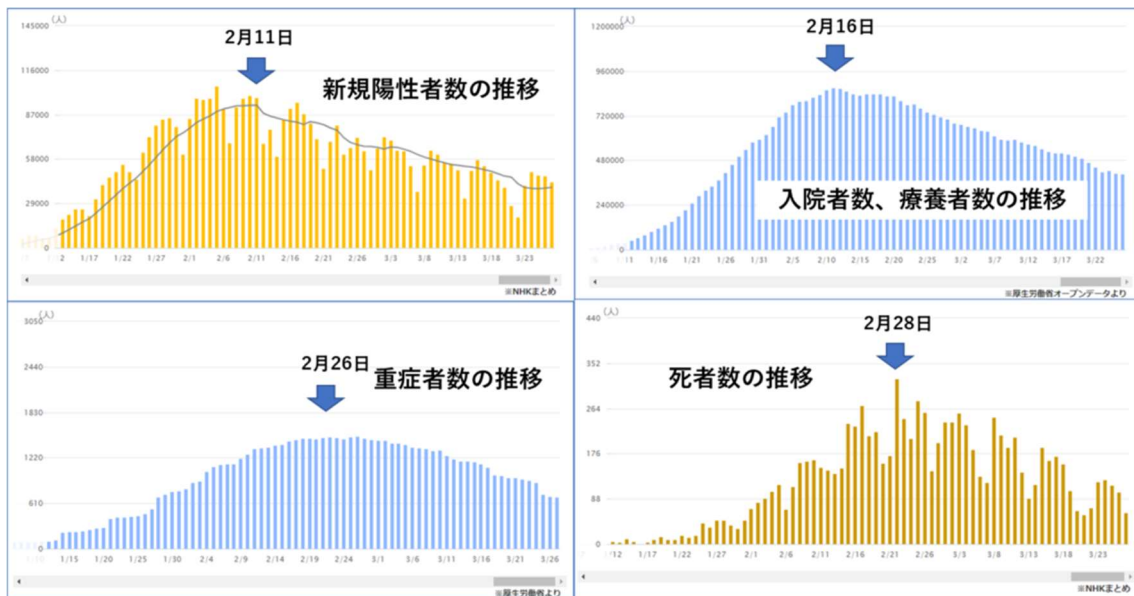 (人)
145000
116000
87000
58000
29000
0
2月11日
新規陽性者数の推移
1/17 1/22 1/27 2/1 2/6 2/11 2/16 2/21 2/26 3/3 3/8 3/13 3/18 3/23
※NHKまとめ
(人)
1200000
960000
720000
480000
240000
0
2月16日
入院者数、療養者数の推移
1/16 1/21 1/26 1/31 2/5 2/10 2/15 2/20 2/25 3/2 3/7 3/12 3/17 3/22
※厚生労働省オープンデータより
(人)
3050
2440
1830
1220
610
0
2月26日
重症者数の推移
1/15 1/20 1/25 1/30 2/4 2/9 2/14 2/19 2/24 3/1 3/6 3/11 3/16 3/21 3/26
※厚生労働省より
(人)
440
352
264
176
88
0
2月28日
死者数の推移
1/12 1/17 1/22 1/27 2/1 2/6 2/11 2/16 2/21 2/26 3/3 3/8 3/13 3/18 3/23
※NHKまとめ